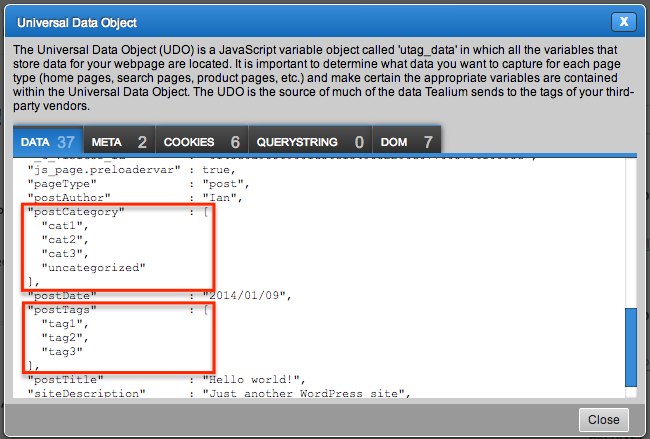 Universal Data Object
X
The Universal Data Object (UDO) is a JavaScript variable object called 'utag_data' in which all the variables that
store data for your webpage are located. It is important to determine what data you want to capture for each page
type (home pages, search pages, product pages, etc.) and make certain the appropriate variables are contained
within the Universal Data Object. The UDO is the source of much of the data Tealium sends to the tags of your third-
party vendors.
DATA 37 META 2 COOKIES 6 QUERYSTRING 0 DOM 7
"js_page.preloadervar" : true,
"pageType" : "post",
"postAuthor" : "Ian",
"postCategory" : [
"cat1",
"cat2",
"cat3",
"uncategorized"
],
"postDate" : "2014/01/09",
"postTags" : [
"tag1",
"tag2",
"tag3"
],
"postTitle" : "Hello world!",
"siteDescription" : "Just another WordPress site",
Close